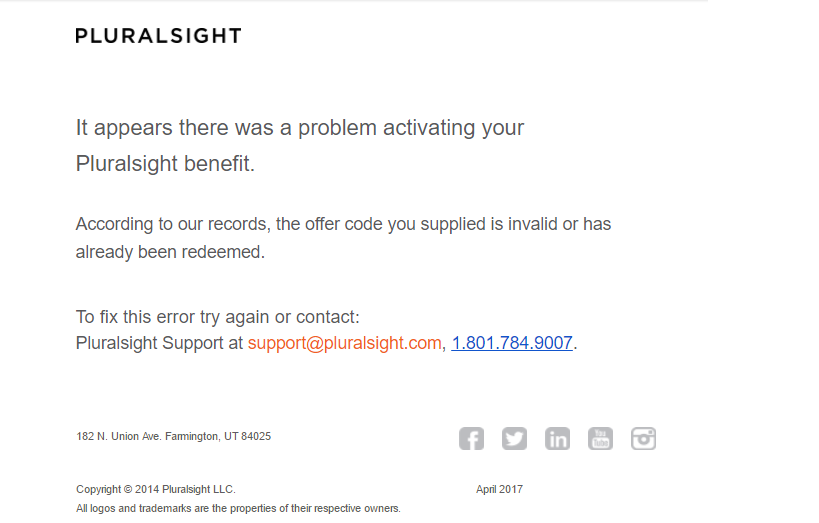 PLURALSIGHT
It appears there was a problem activating your
Pluralsight benefit.
According to our records, the offer code you supplied is invalid or has
already been redeemed.
To fix this error try again or contact:
Pluralsight Support at support@pluralsight.com, 1.801.784.9007.
182 N. Union Ave. Farmington, UT 84025
f in You Tube
Copyright © 2014 Pluralsight LLC. April 2017
All logos and trademarks are the properties of their respective owners.